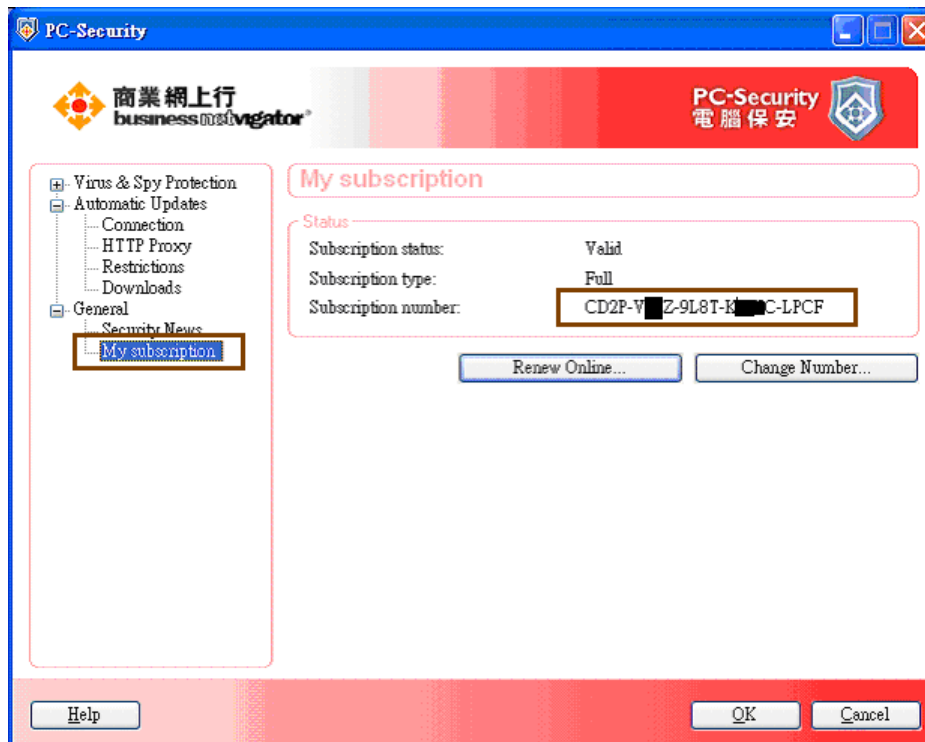 PC-Security
商業網上行
business netvigator
PC-Security
電腦保安
Virus & Spy Protection
Automatic Updates
Connection
HTTP Proxy
Restrictions
Downloads
General
Security News
My subscription
My subscription
Status
Subscription status: Valid
Subscription type: Full
Subscription number: CD2P-V Z-9L8T-K C-LPCF
Renew Online...
Change Number...
Help
OK
Cancel